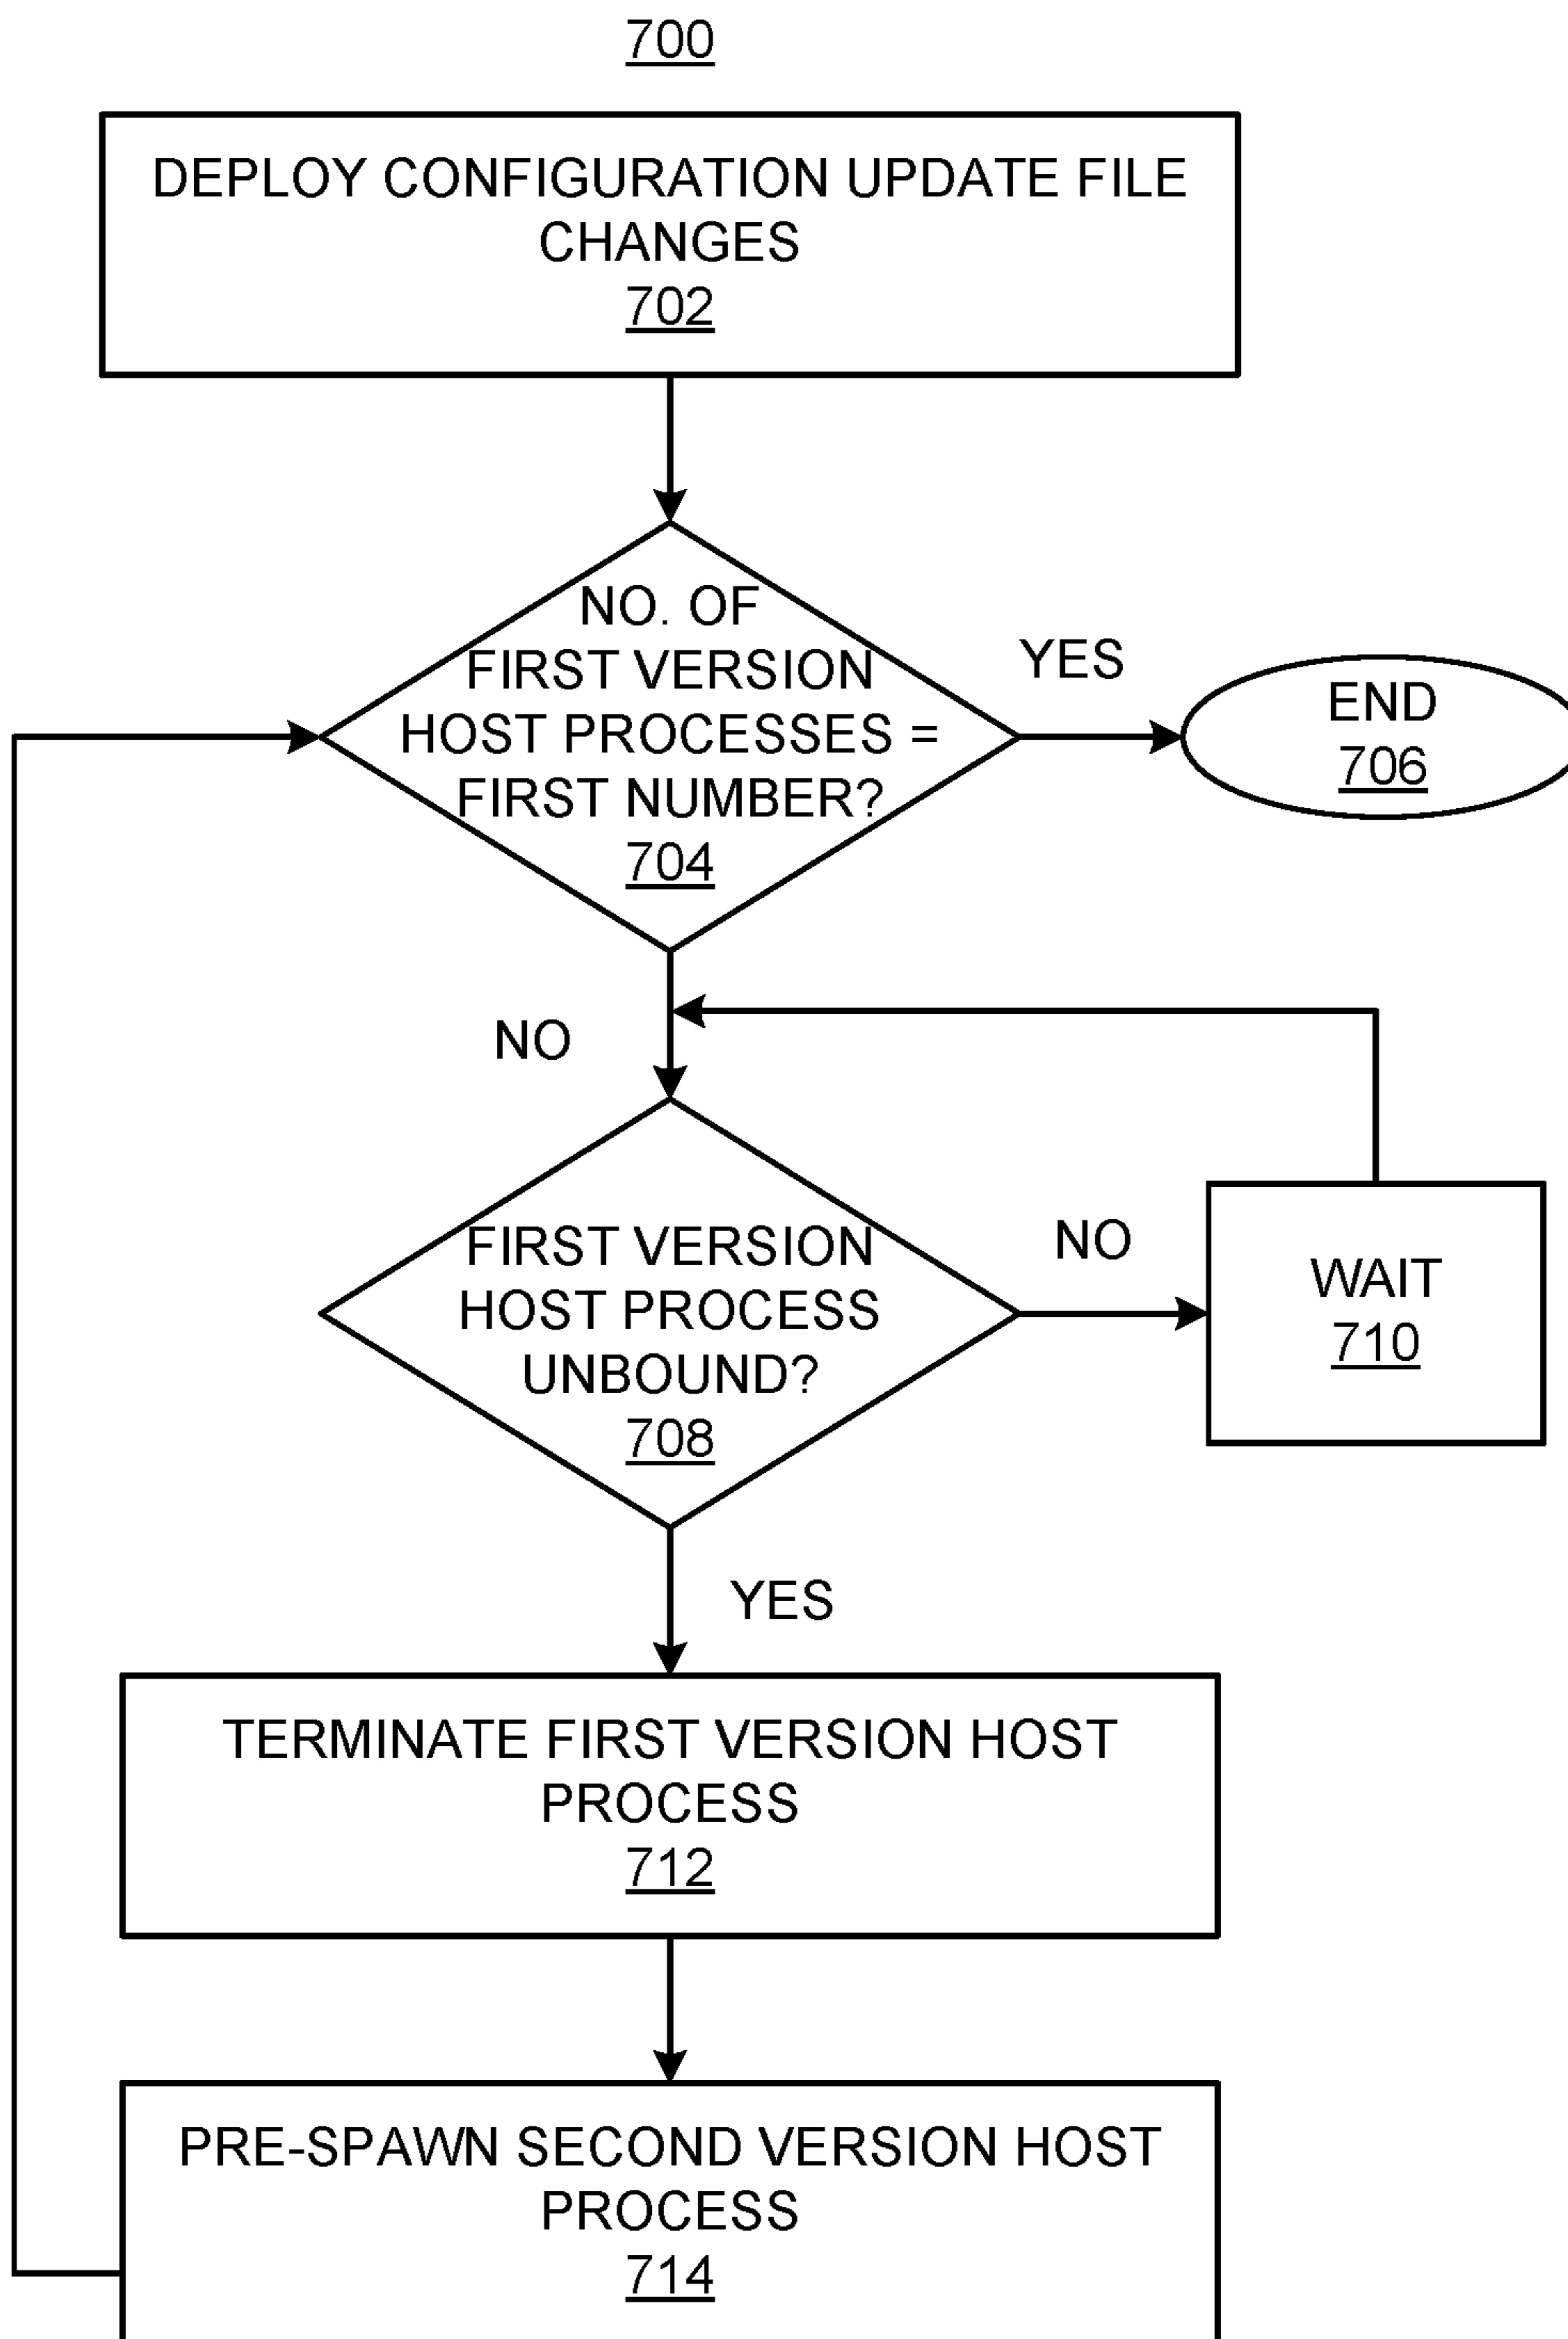 700
DEPLOY CONFIGURATION UPDATE FILE
CHANGES
702
NO. OF
FIRST VERSION
HOST PROCESSES =
FIRST NUMBER?
704
YES
END
706
NO
FIRST VERSION
HOST PROCESS
UNBOUND?
708
NO
WAIT
710
YES
TERMINATE FIRST VERSION HOST
PROCESS
712
PRE-SPAWN SECOND VERSION HOST
PROCESS
714